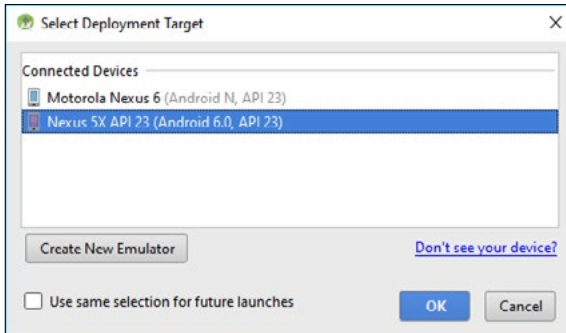 Select Deployment Target
Connected Devices
Motorola Nexus 6 (Android N, API 23)
Nexus 5X API 23 (Android 6.0, API 23)
Create New Emulator
Don't see your device?
Use same selection for future launches
OK
Cancel